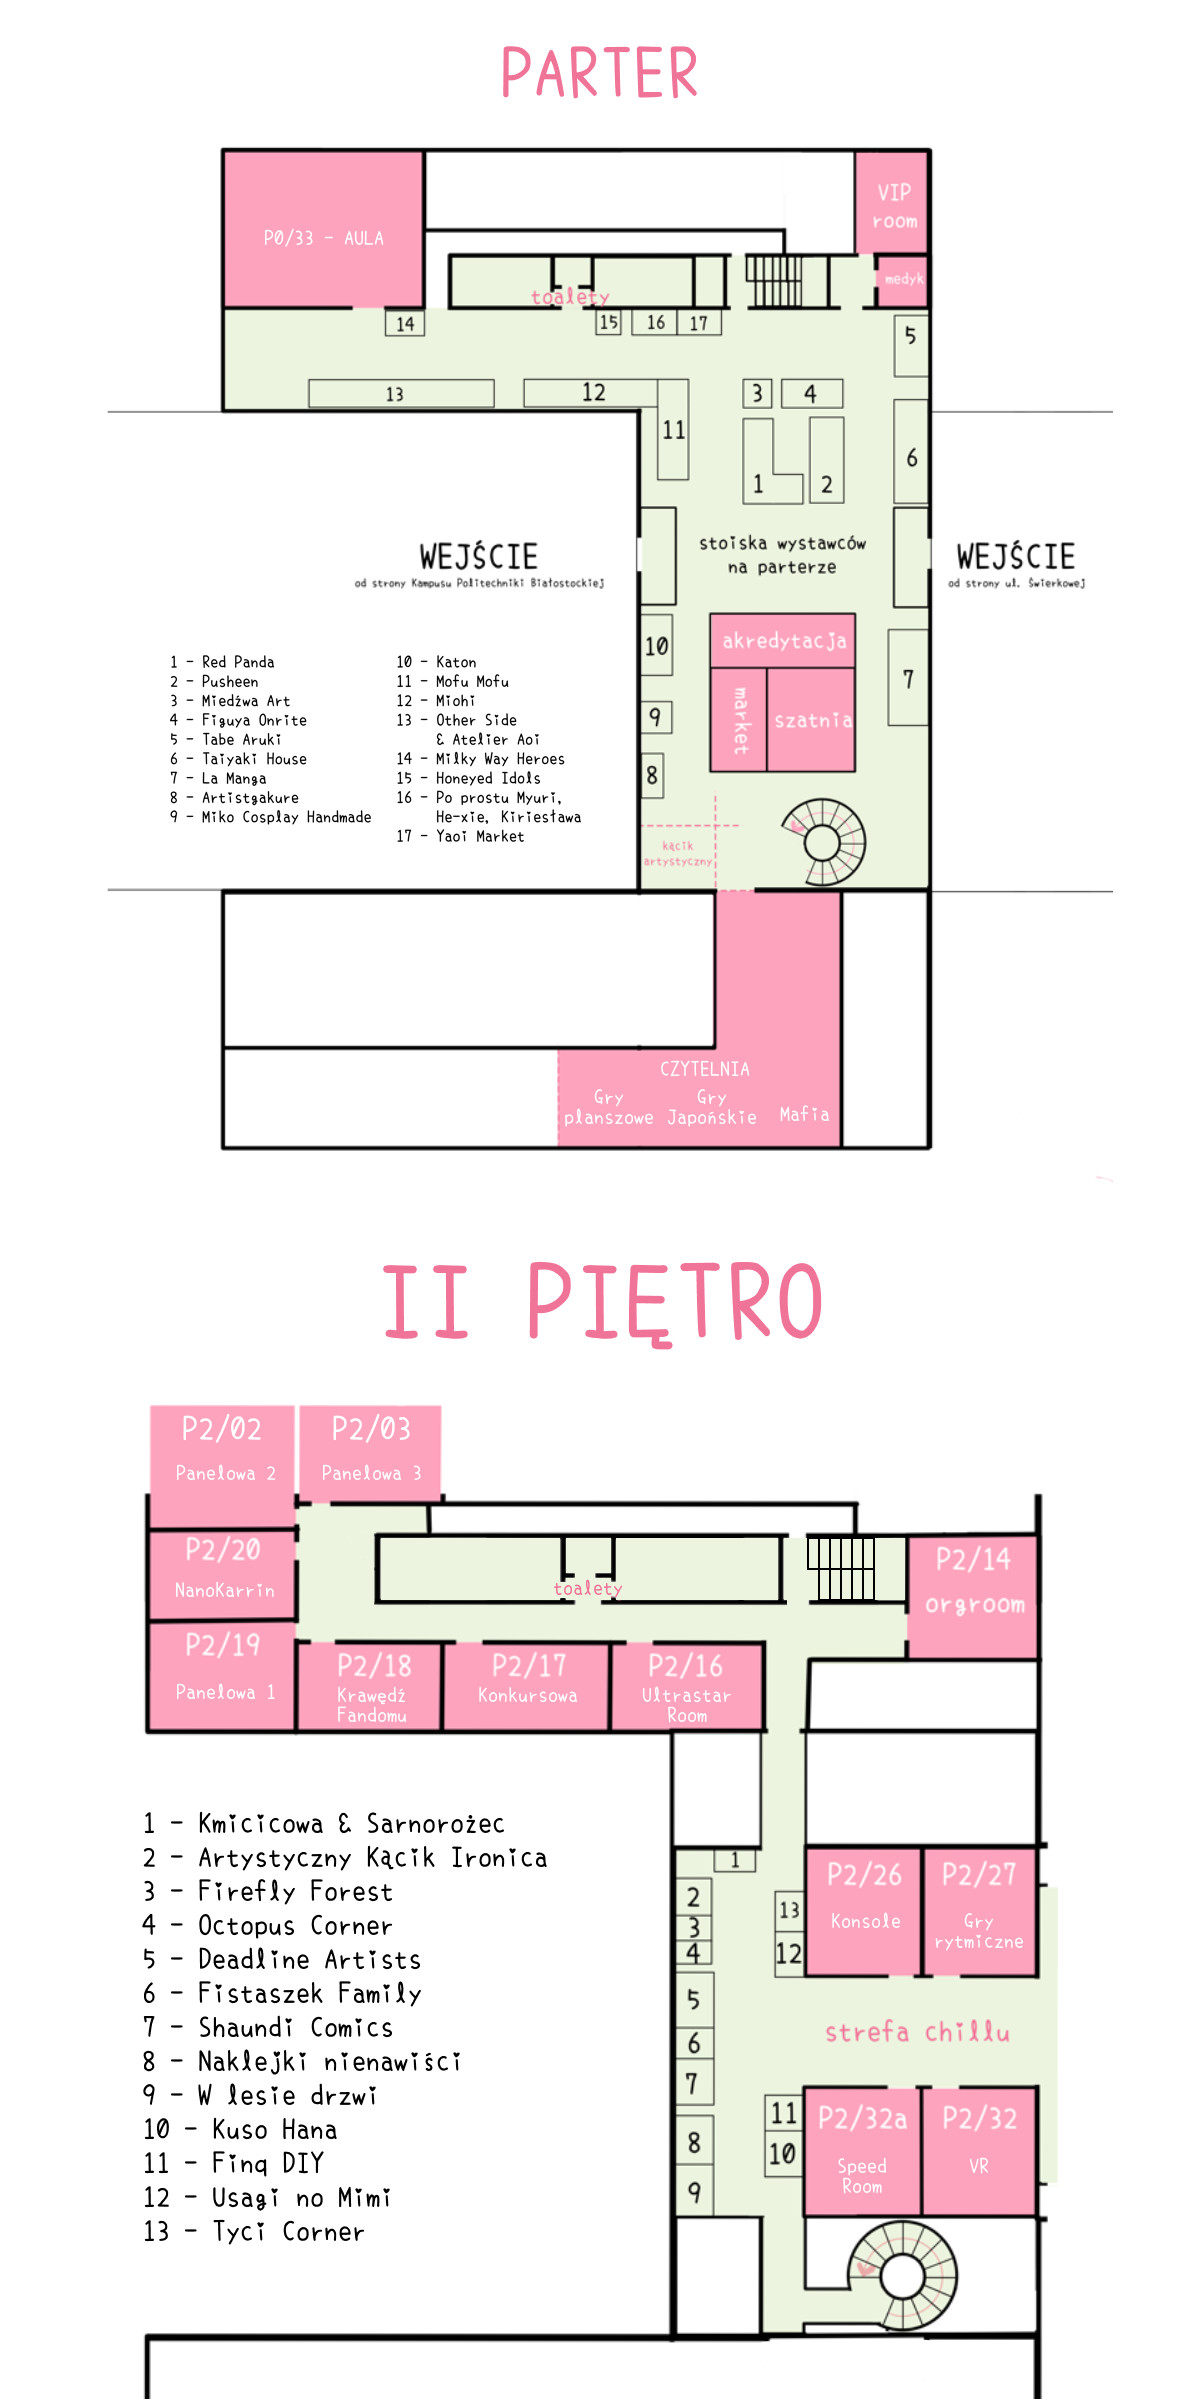 PARTER
P0/33 - AULA
VIP
room
medyk
toalety
14
15
16
17
5
13
12
3
4
11
6
1
2
stoiska wystawców
na parterze
WEJŚCIE
od strony Kampusu Politechniki Białostockiej
WEJŚCIE
od strony ul. Świerkowej
10
akredytacja
7
9
market
szatnia
8
kącik
artystyczny
1 - Red Panda
2 - Pusheen
3 - Miedźwa Art
4 - Figuya Onrite
5 - Tabe Aruki
6 - Taiyaki House
7 - La Manga
8 - Artistgakure
9 - Miko Cosplay Handmade
10 - Katon
11 - Mofu Mofu
12 - Miohi
13 - Other Side
& Atelier Aoi
14 - Milky Way Heroes
15 - Honeyed Idols
16 - Po prostu Myuri,
He-xie, Kiriesława
17 - Yaoi Market
CZYTELNIA
Gry
planszowe
Gry
Japońskie
Mafia
II PIĘTRO
P2/02
Panelowa 2
P2/03
Panelowa 3
P2/20
NanoKarrin
toalety
P2/14
orgroom
P2/19
Panelowa 1
P2/18
Krawędź
Fandomu
P2/17
Konkursowa
P2/16
Ultrastar
Room
1 - Kmicicowa & Sarnorożec
2 - Artystyczny Kącik Ironica
3 - Firefly Forest
4 - Octopus Corner
5 - Deadline Artists
6 - Fistaszek Family
7 - Shaundi Comics
8 - Naklejki nienawiści
9 - W lesie drzwi
10 - Kuso Hana
11 - Finq DIY
12 - Usagi no Mimi
13 - Tyci Corner
1
2
3
4
5
6
7
8
9
13
12
11
10
P2/26
Konsole
P2/27
Gry
rytmiczne
strefa chillu
P2/32a
Speed
Room
P2/32
VR